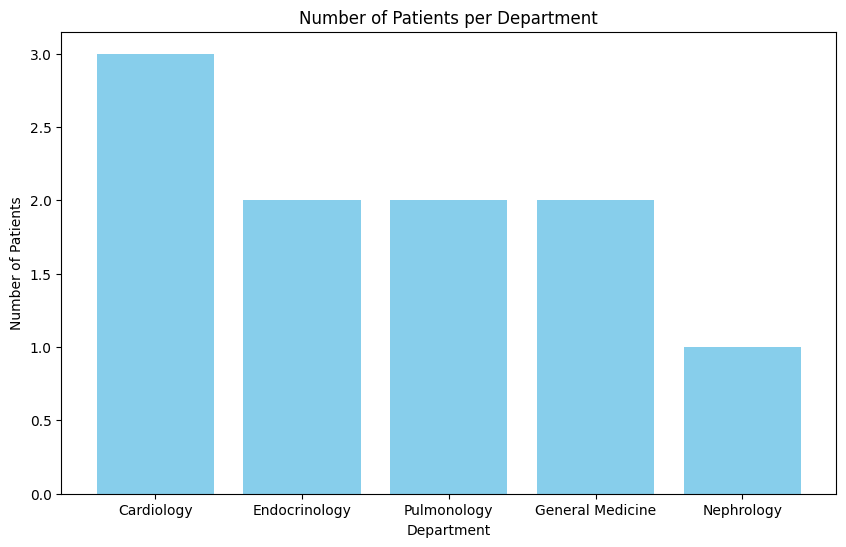 Number of Patients per Department
3.0
2.5
2.0
1.5
1.0
0.5
0.0
Number of Patients
Cardiology Endocrinology Pulmonology General Medicine Nephrology
Department